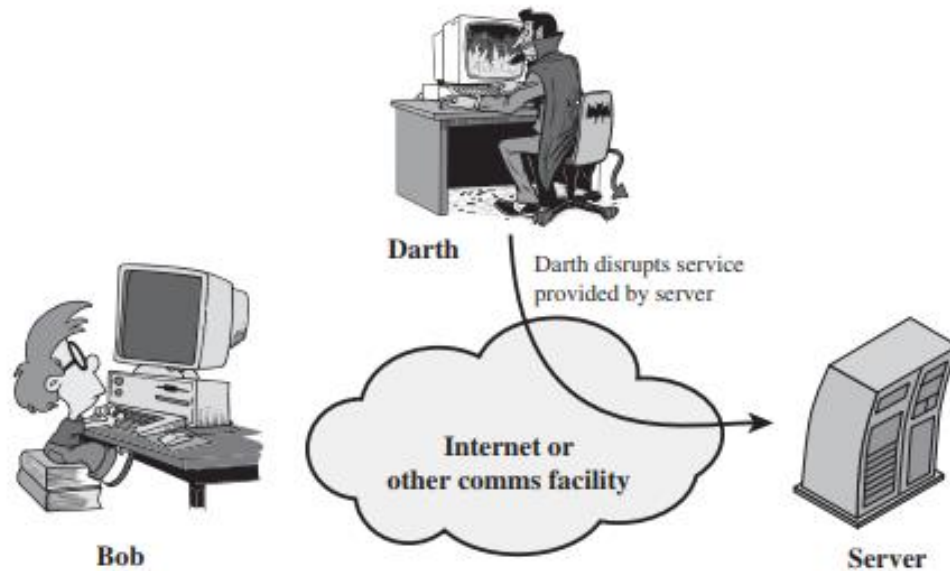 Darth
Darth disrupts service
provided by server
Internet or
other comms facility
Bob
Server